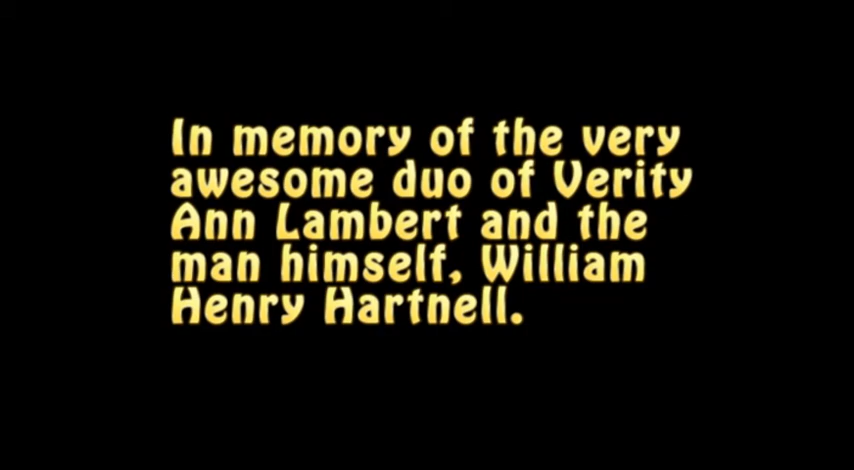 In memory of the very
awesome duo of Verity
Ann Lambert and the
man himself, William
Henry Hartnell.